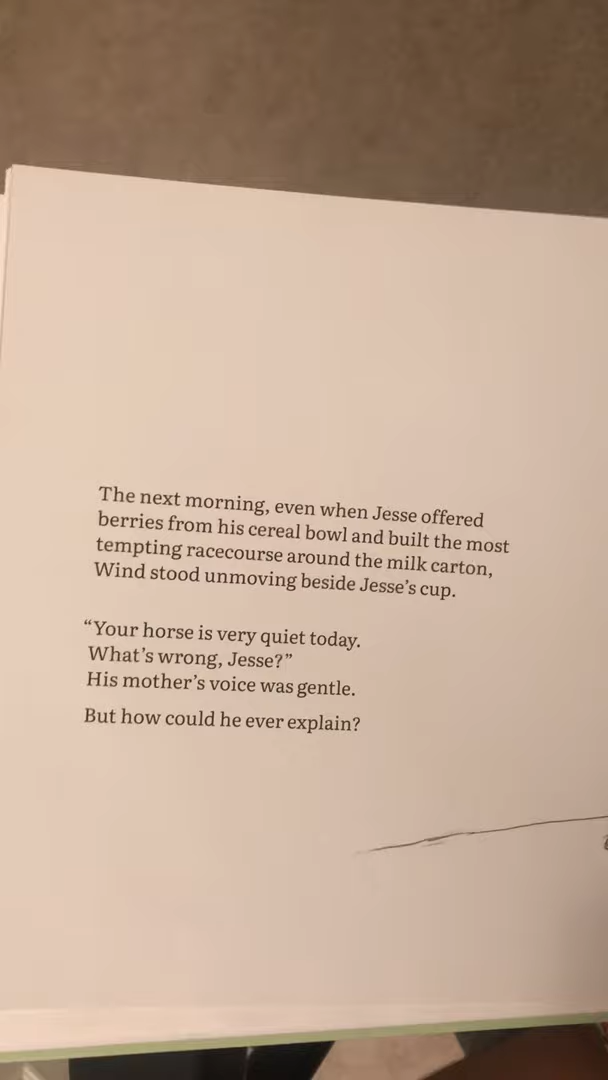 The next morning, even when Jesse offered
berries from his cereal bowl and built the most
tempting racecourse around the milk carton,
Wind stood unmoving beside Jesse’s cup.
“Your horse is very quiet today.
What’s wrong, Jesse?”
His mother’s voice was gentle.
But how could he ever explain?